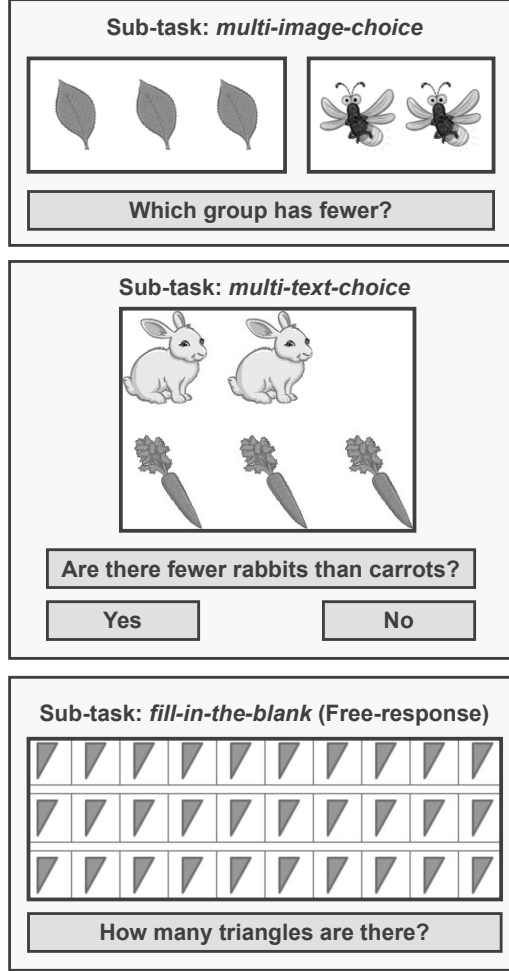 Sub-task: multi-image-choice
Which group has fewer?
Sub-task: multi-text-choice
Are there fewer rabbits than carrots?
Yes
No
Sub-task: fill-in-the-blank (Free-response)
How many triangles are there?